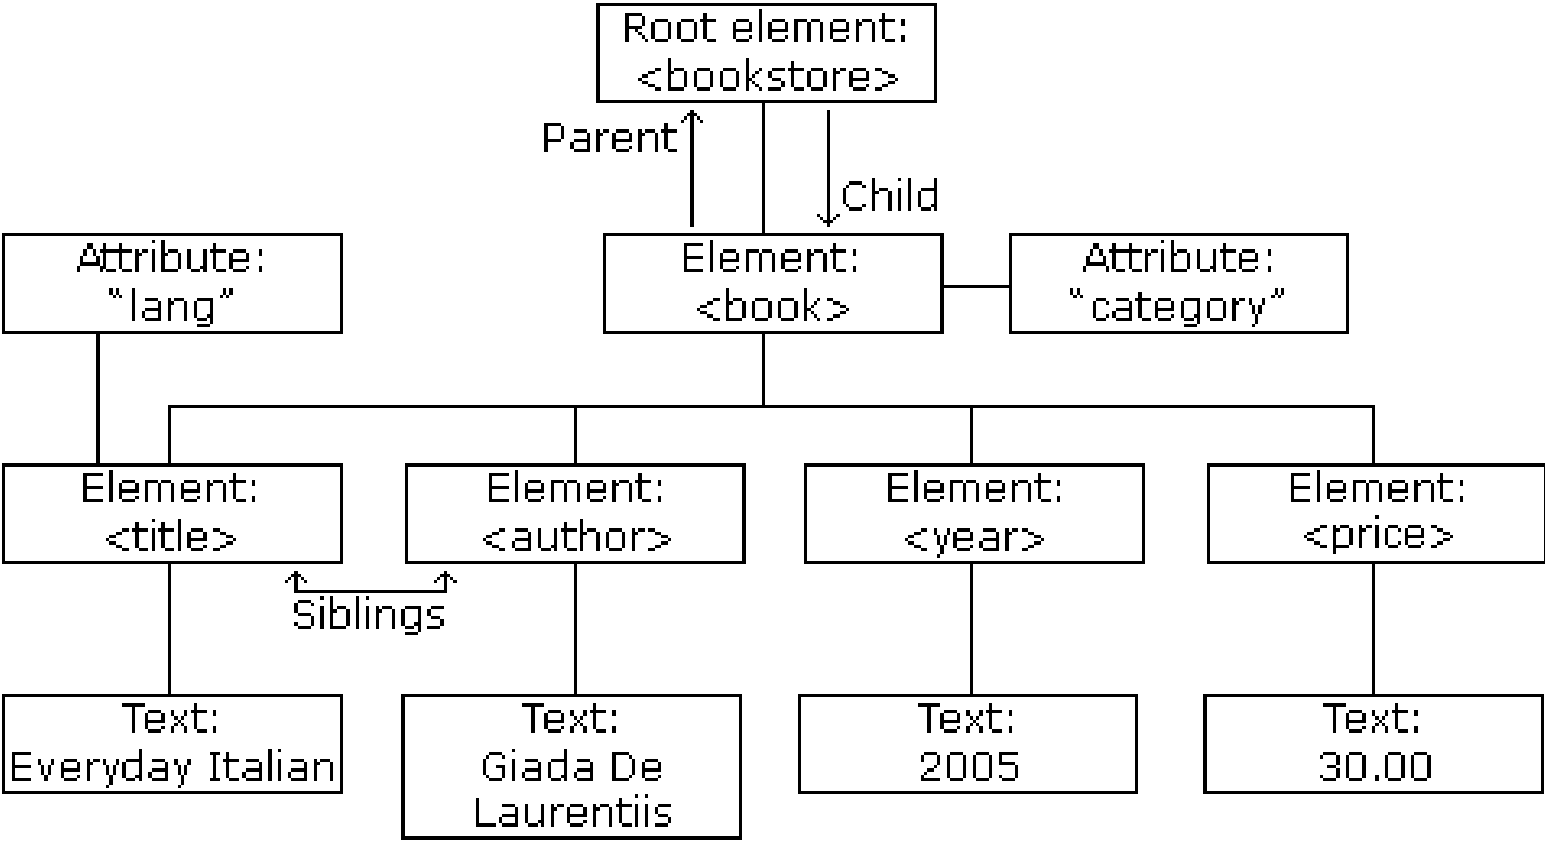 Root element:
<bookstore>
Parent
Child
Attribute:
“lang”
Element:
<book>
Attribute:
“category”
Element:
<title>
Element:
<author>
Element:
<year>
Element:
<price>
Siblings
Text:
Everyday Italian
Text:
Giada De
Laurentiis
Text:
2005
Text:
30.00